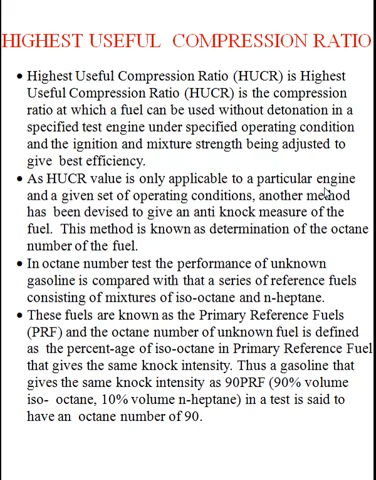 HIGHEST USEFUL COMPRESSION RATIO
• Highest Useful Compression Ratio (HUCR) is Highest
Useful Compression Ratio (HUCR) is the compression
ratio at which a fuel can be used without detonation in a
specified test engine under specified operating condition
and the ignition and mixture strength being adjusted to
give best efficiency.
• As HUCR value is only applicable to a particular engine
and a given set of operating conditions, another method
has been devised to give an anti knock measure of the
fuel. This method is known as determination of the octane
number of the fuel.
• In octane number test the performance of unknown
gasoline is compared with that a series of reference fuels
consisting of mixtures of iso-octane and n-heptane.
• These fuels are known as the Primary Reference Fuels
(PRF) and the octane number of unknown fuel is defined
as the percent-age of iso-octane in Primary Reference Fuel
that gives the same knock intensity. Thus a gasoline that
gives the same knock intensity as 90PRF (90% volume
iso- octane, 10% volume n-heptane) in a test is said to
have an octane number of 90.